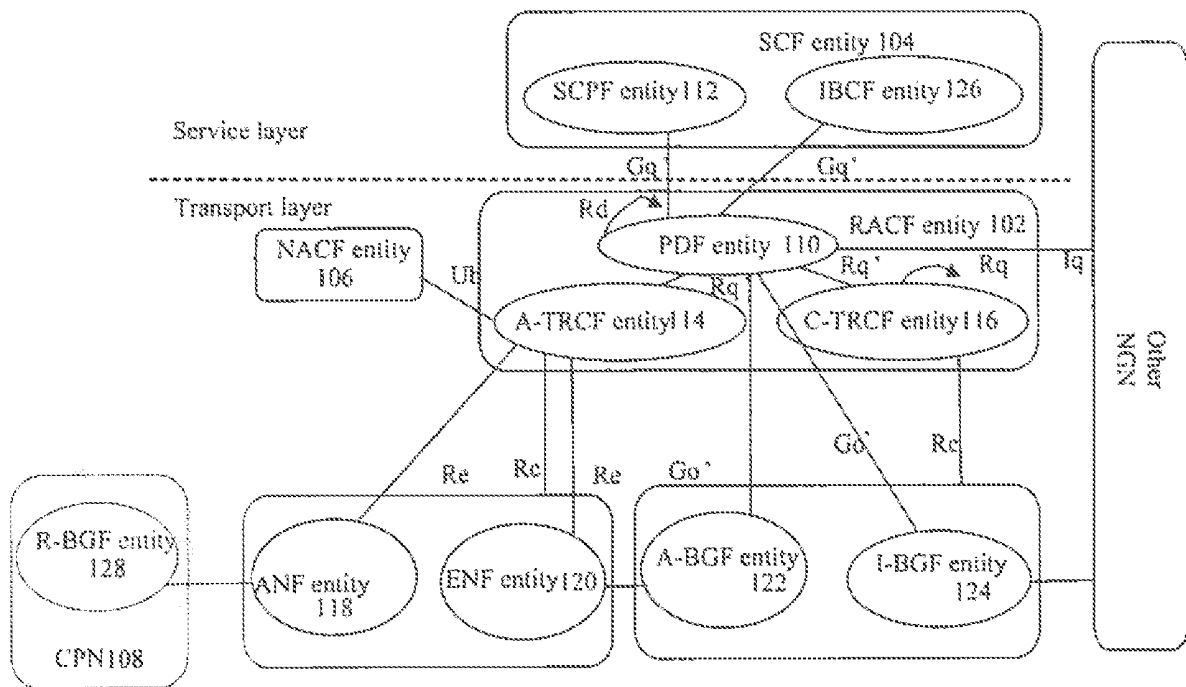 SCF entity 104
SCPF entity 112
IBCF entity 126
Service layer
Gq'
Gq'
Transport layer
Rd
RACF entity 102
PDF entity 110
NACF entity
106
Rq'
Rq
Iq
Rq
A-TRCF entity 114
C-TRCF entity 116
Other
NGN
Go'
Rc
Re
Rc
Re
Go'
R-BGF entity
128
ANF entity
118
ENF entity 120
A-BGF entity
122
I-BGF entity
124
CPN108